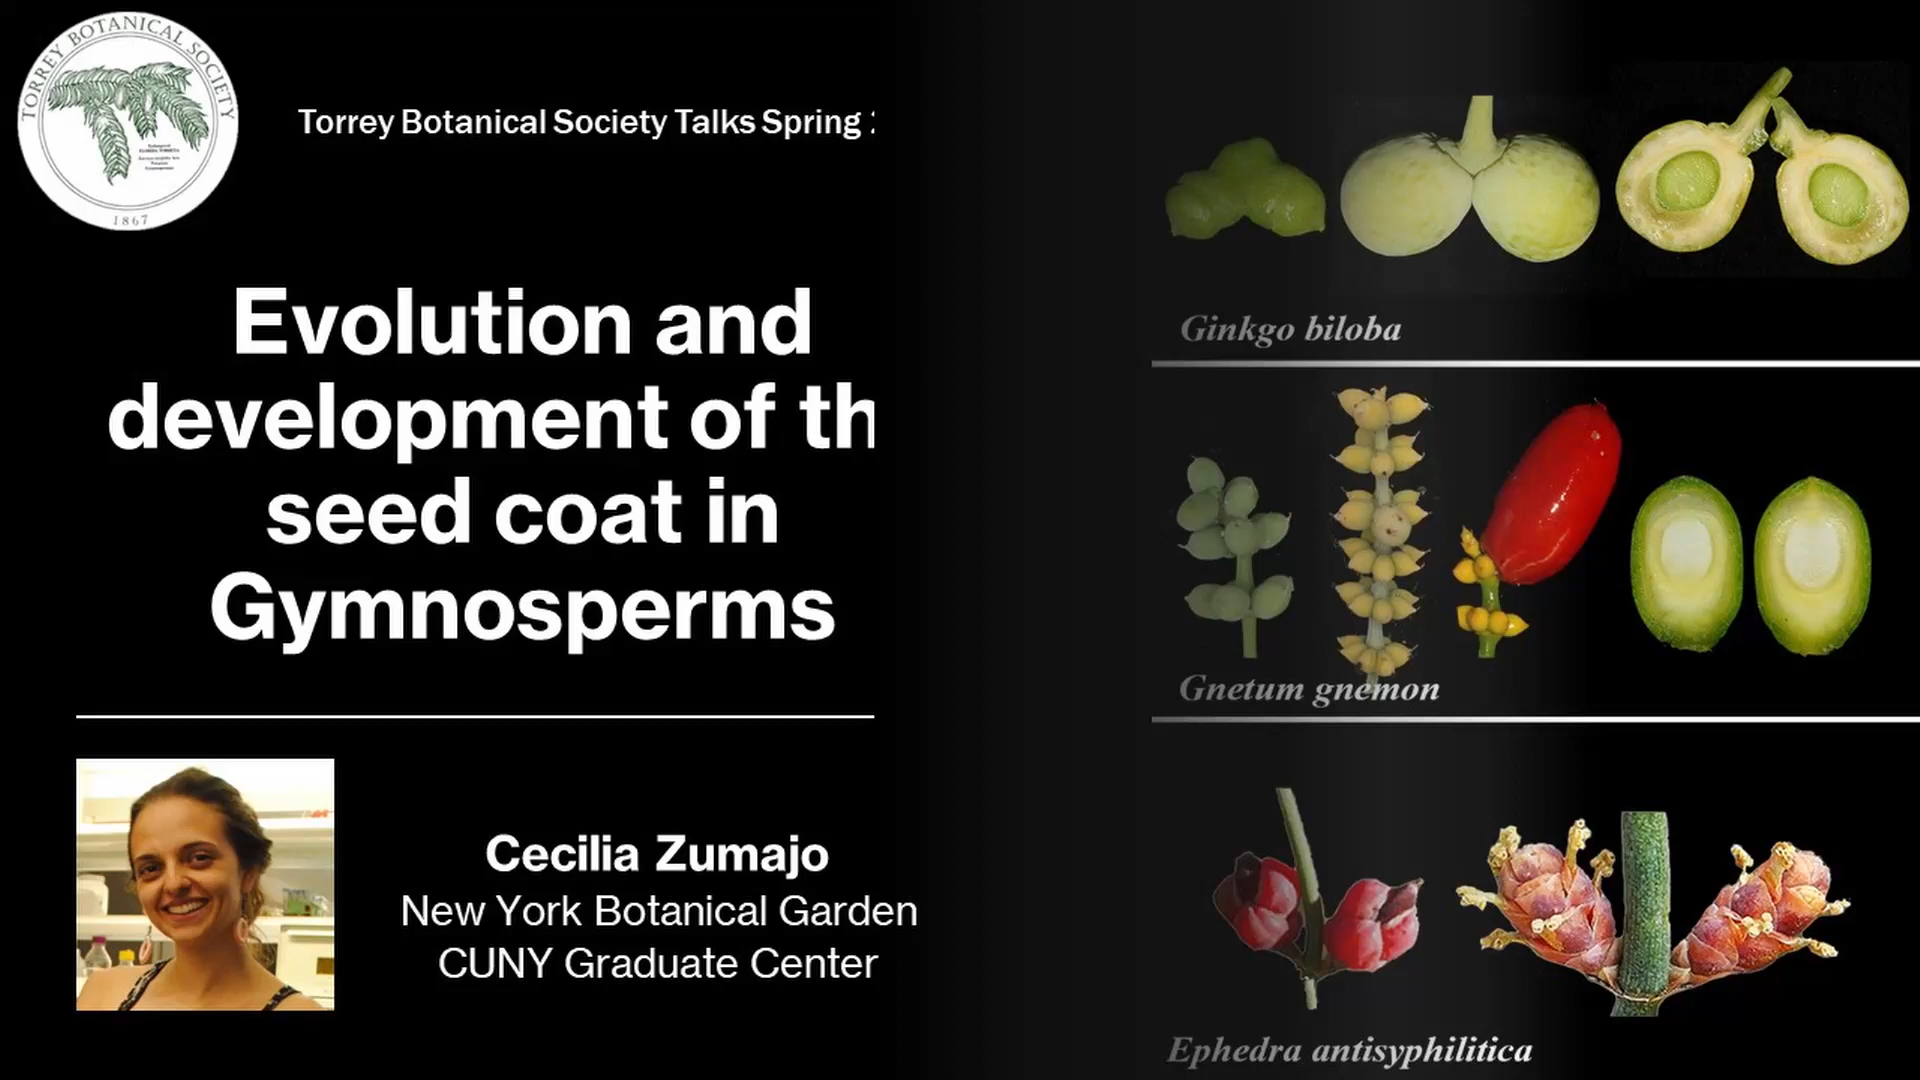 TORREY BOTANICAL SOCIETY
1867
Torrey Botanical Society Talks Spring
Evolution and
development of th
seed coat in
Gymnosperms
Cecilia Zumajo
New York Botanical Garden
CUNY Graduate Center
Ginkgo biloba
Gnetum gnemon
Ephedra antisyphilitica